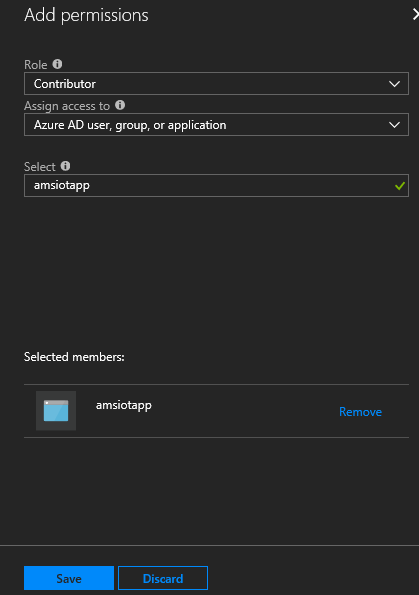 Add permissions
Role
Contributor
Assign access to
Azure AD user, group, or application
Select
amsiotapp
Selected members:
amsiotapp
Remove
Save
Discard